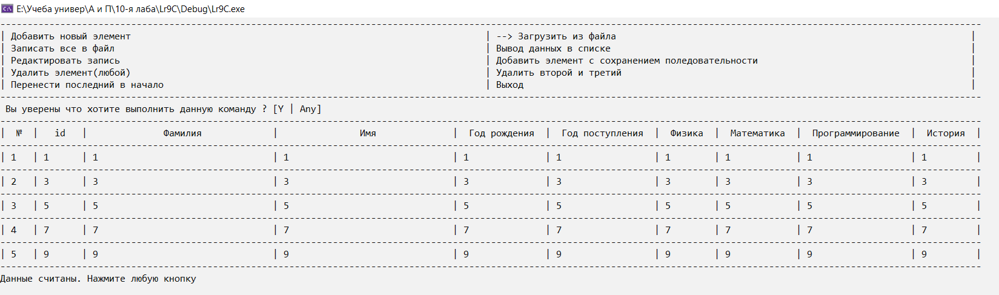 E:\Учеба универ\А и П\10-я лаба\Lr9C\Debug\Lr9C.exe
| Добавить новый элемент | --> Загрузить из файла |
| Записать все в файл | Вывод данных в списке |
| Редактировать запись | Добавить элемент с сохранением поледовательности |
| Удалить элемент(любой) | Удалить второй и третий |
| Перенести последний в начало | Выход |
Вы уверены что хотите выполнить данную команду ? [Y | Any]
| № | id | Фамилия | Имя | Год рождения | Год поступления | Физика | Математика | Программирование | История |
| 1 | 1 | 1 | 1 | 1 | 1 | 1 | 1 | 1 | 1 |
| 2 | 3 | 3 | 3 | 3 | 3 | 3 | 3 | 3 | 3 |
| 3 | 5 | 5 | 5 | 5 | 5 | 5 | 5 | 5 | 5 |
| 4 | 7 | 7 | 7 | 7 | 7 | 7 | 7 | 7 | 7 |
| 5 | 9 | 9 | 9 | 9 | 9 | 9 | 9 | 9 | 9 |
Данные считаны. Нажмите любую кнопку